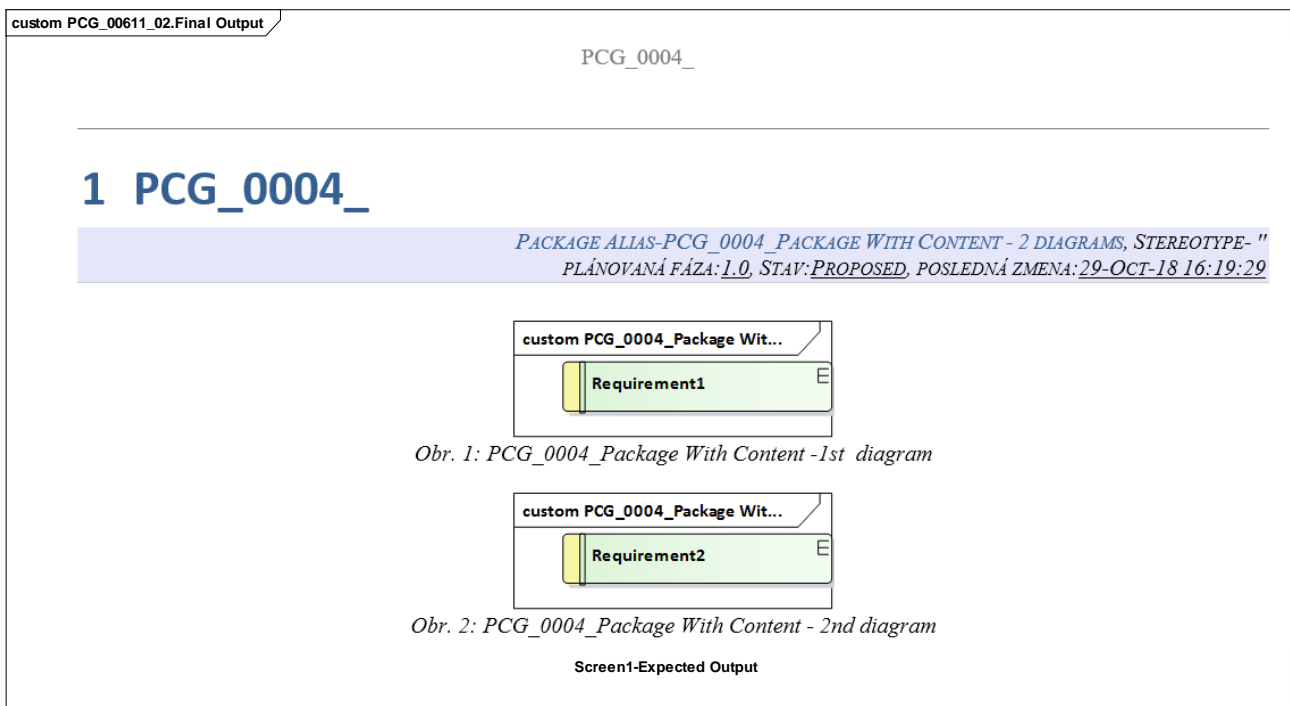 custom PCG_00611_02.Final Output
PCG_0004_
1 PCG_0004_
PACKAGE ALIAS-PCG_0004_PACKAGE WITH CONTENT - 2 DIAGRAMS, STEREOTYPE- "
PLÁNOVANÁ FÁZA:1.0, STAV:PROPOSED, POSLEDNÁ ZMENA:29-OCT-18 16:19:29
custom PCG_0004_Package Wit...
Requirement1
Obr. 1: PCG_0004_Package With Content -1st  diagram
custom PCG_0004_Package Wit...
Requirement2
Obr. 2: PCG_0004_Package With Content - 2nd diagram
Screen1-Expected Output